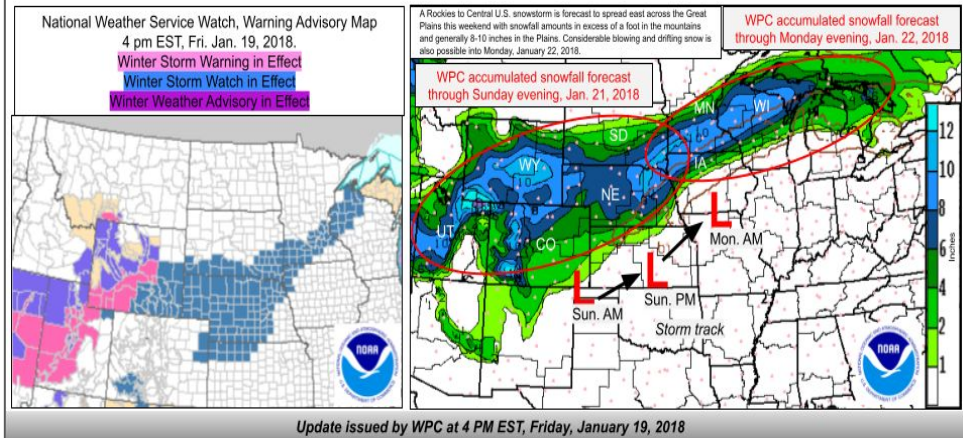 National Weather Service Watch, Warning Advisory Map
4 pm EST, Fri. Jan. 19, 2018.
Winter Storm Warning in Effect
Winter Storm Watch in Effect
Winter Weather Advisory in Effect
NOAA
A Rockies to Central U.S. snowstorm is forecast to spread east across the Great
Plains this weekend with snowfall amounts in excess of a foot in the mountains
and generally 8-10 inches in the Plains. Considerable blowing and drifting snow is
also possible into Monday, January 22, 2018.
WPC accumulated snowfall forecast
through Monday evening, Jan. 22, 2018
WPC accumulated snowfall forecast
through Sunday evening, Jan. 21, 2018
MN
WI
SD
IA
WY
NE
UT
CO
L
Mon. AM
L
Sun. PM
L
Sun. AM
Storm track
12
10
8
6
4
2
1
Inches
NOAA
Update issued by WPC at 4 PM EST, Friday, January 19, 2018